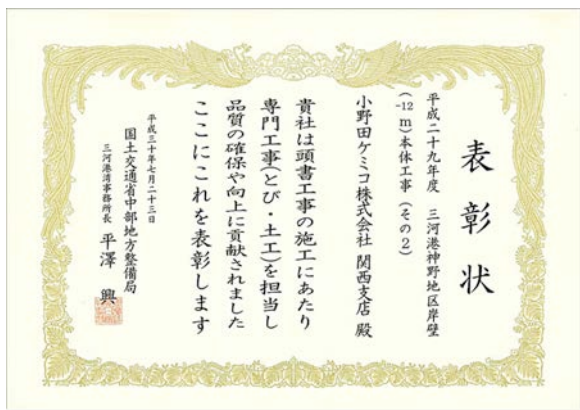 表彰状
平成二十九年度 三河港神野地区岸壁
(-12m)本体工事(その2)
小野田ケミコ株式会社 関西支店 殿
貴社は頭書工事の施工にあたり
専門工事(とび・土工)を担当し
品質の確保や向上に貢献されました
ここにこれを表彰します
平成三十年七月二十三日
国土交通省中部地方整備局
三河港湾事務所長 平澤 興